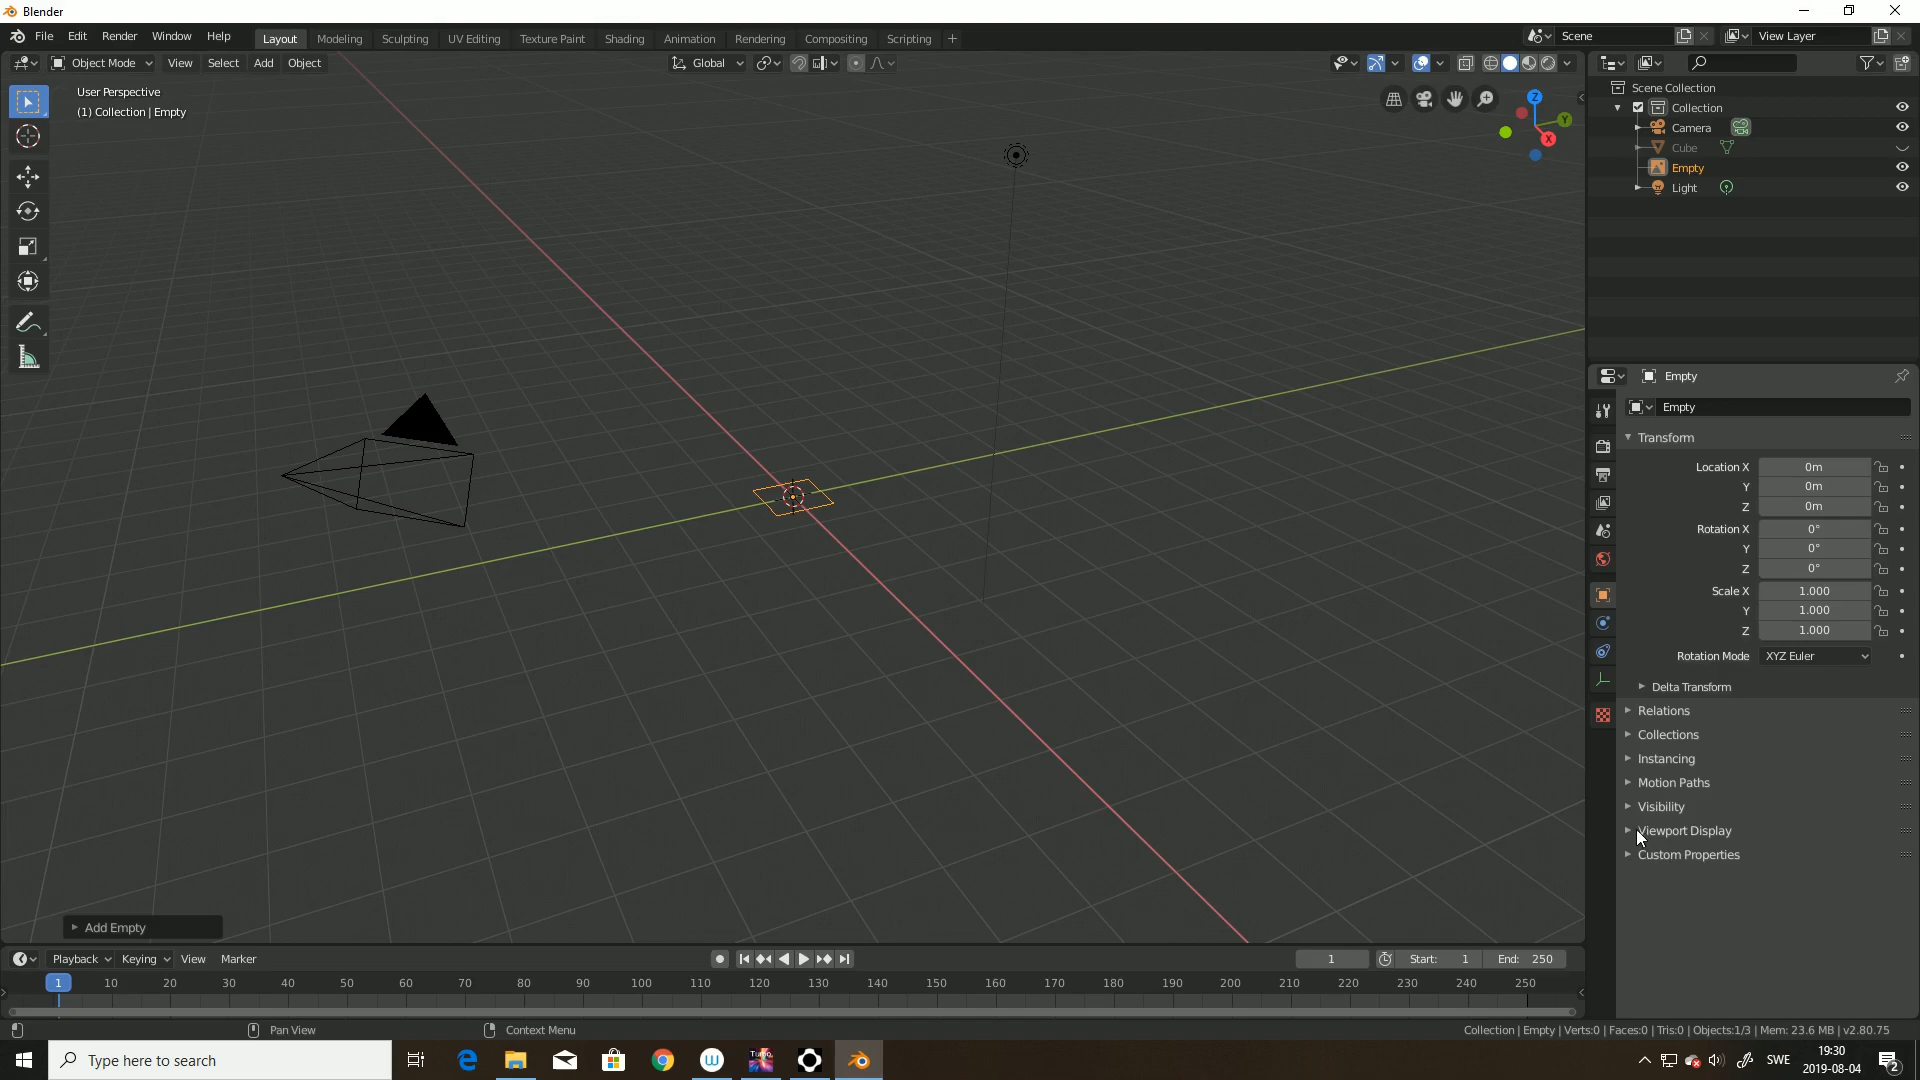 Blender
File Edit Render Window Help
Layout Modeling Sculpting UV Editing Texture Paint Shading Animation Rendering Compositing Scripting +
Scene
View Layer
Object Mode View Select Add Object
Global
User Perspective
(1) Collection | Empty
Z
Y
X
Scene Collection
Collection
Camera
Cube
Empty
Light
Empty
Empty
Transform
Location X 0m
Y 0m
Z 0m
Rotation X 0°
Y 0°
Z 0°
Scale X 1.000
Y 1.000
Z 1.000
Rotation Mode XYZ Euler
Delta Transform
Relations
Collections
Instancing
Motion Paths
Visibility
Viewport Display
Custom Properties
Add Empty
Playback Keying View Marker
1
Start: 1
End: 250
1 10 20 30 40 50 60 70 80 90 100 110 120 130 140 150 160 170 180 190 200 210 220 230 240 250
Pan View
Context Menu
Collection | Empty | Verts:0 | Faces:0 | Tris:0 | Objects:1/3 | Mem: 23.6 MB | v2.80.75
Type here to search
Turmo
SWE
19:30
2019-08-04
2